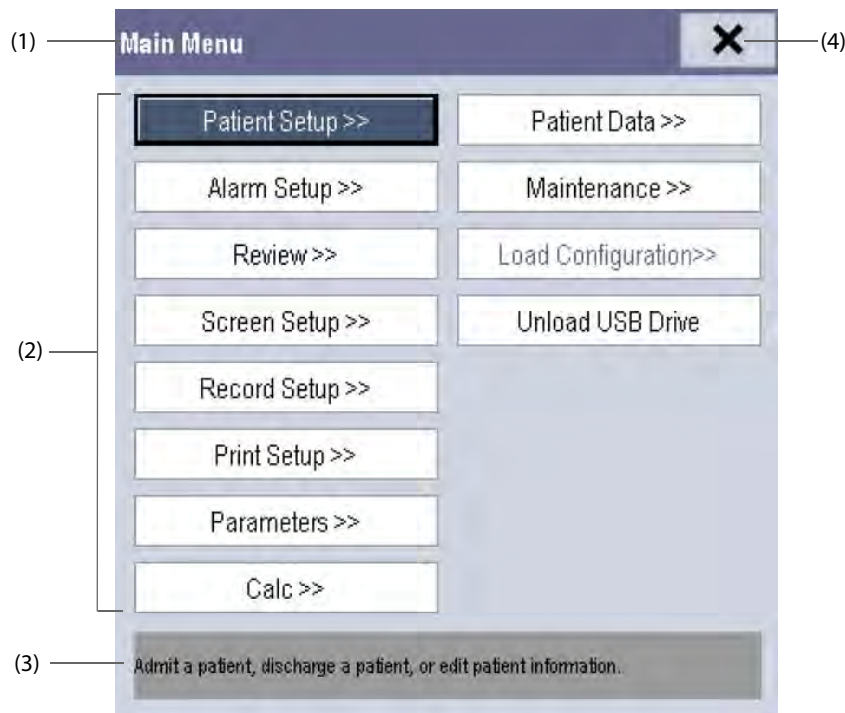 (1)
Main Menu
(4)
Patient Setup >>
Patient Data >>
Alarm Setup >>
Maintenance >>
Review >>
Load Configuration>>
Screen Setup >>
Unload USB Drive
(2)
Record Setup >>
Print Setup >>
Parameters >>
Calc >>
(3)
Admit a patient, discharge a patient, or edit patient information.